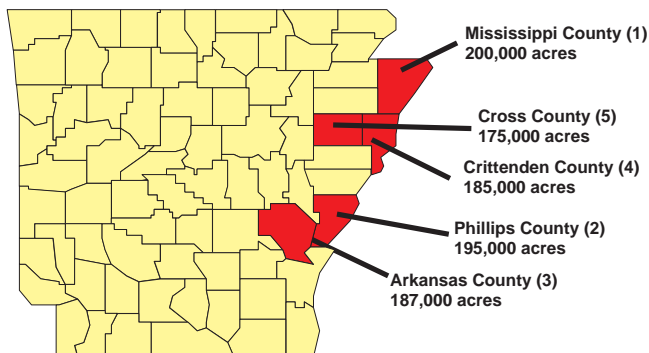 Mississippi County (1)
200,000 acres
Cross County (5)
175,000 acres
Crittenden County (4)
185,000 acres
Phillips County (2)
195,000 acres
Arkansas County (3)
187,000 acres